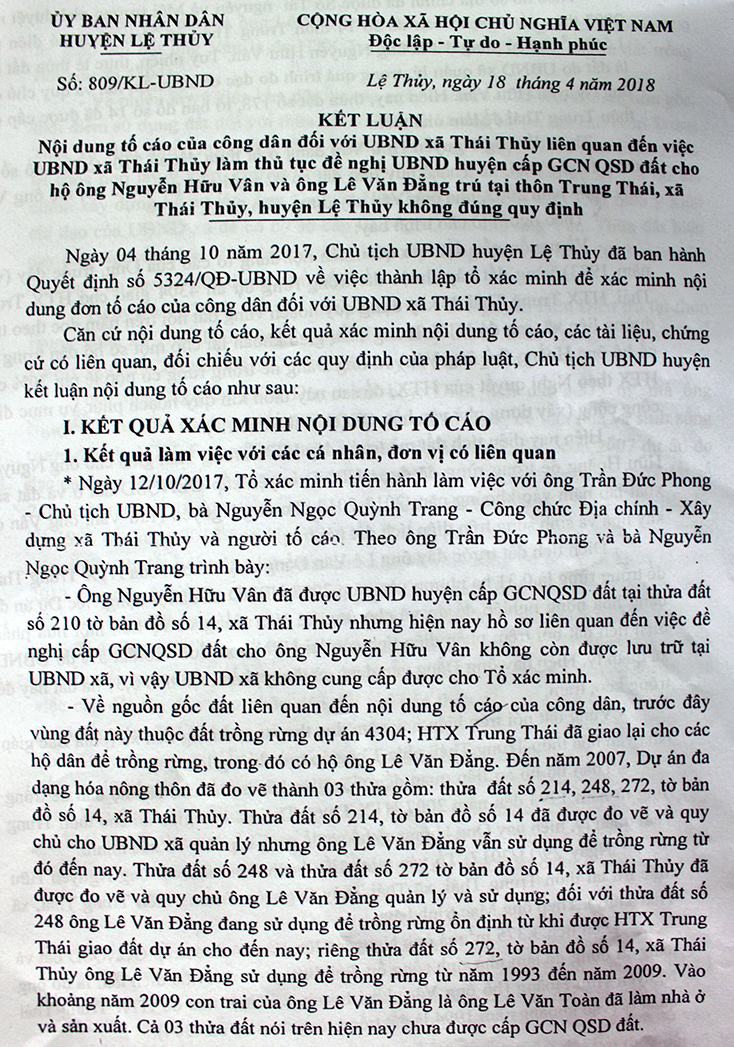 ỦY BAN NHÂN DÂN
HUYỆN LỆ THỦY
CỘNG HÒA XÃ HỘI CHỦ NGHĨA VIỆT NAM
Độc lập - Tự do - Hạnh phúc
Số: 809/KL-UBND
Lệ Thủy, ngày 18 tháng 4 năm 2018
KẾT LUẬN
Nội dung tố cáo của công dân đối với UBND xã Thái Thủy liên quan đến việc
UBND xã Thái Thủy làm thủ tục đề nghị UBND huyện cấp GCN QSD đất cho
hộ ông Nguyễn Hữu Vân và ông Lê Văn Đẳng trú tại thôn Trung Thái, xã
Thái Thủy, huyện Lệ Thủy không đúng quy định
Ngày 04 tháng 10 năm 2017, Chủ tịch UBND huyện Lệ Thủy đã ban hành
Quyết định số 5324/QĐ-UBND về việc thành lập tổ xác minh để xác minh nội
dung đơn tố cáo của công dân đối với UBND xã Thái Thủy.
Căn cứ nội dung tố cáo, kết quả xác minh nội dung tố cáo, các tài liệu, chứng
cứ có liên quan, đối chiếu với các quy định của pháp luật, Chủ tịch UBND huyện
kết luận nội dung tố cáo như sau:
I. KẾT QUẢ XÁC MINH NỘI DUNG TỐ CÁO
1. Kết quả làm việc với các cá nhân, đơn vị có liên quan
* Ngày 12/10/2017, Tổ xác minh tiến hành làm việc với ông Trần Đức Phong
- Chủ tịch UBND, bà Nguyễn Ngọc Quỳnh Trang - Công chức Địa chính - Xây
dựng xã Thái Thủy và người tố cáo. Theo ông Trần Đức Phong và bà Nguyễn
Ngọc Quỳnh Trang trình bày:
- Ông Nguyễn Hữu Vân đã được UBND huyện cấp GCNQSD đất tại thửa đất
số 210 tờ bản đồ số 14, xã Thái Thủy nhưng hiện nay hồ sơ liên quan đến việc đề
nghị cấp GCNQSD đất cho ông Nguyễn Hữu Vân không còn được lưu trữ tại
UBND xã, vì vậy UBND xã không cung cấp được cho Tổ xác minh.
- Về nguồn gốc đất liên quan đến nội dung tố cáo của công dân, trước đây
vùng đất này thuộc đất trồng rừng dự án 4304; HTX Trung Thái đã giao lại cho các
hộ dân để trồng rừng, trong đó có hộ ông Lê Văn Đẳng. Đến năm 2007, Dự án đa
dạng hóa nông thôn đã đo vẽ thành 03 thửa gồm: thửa đất số 214, 248, 272, tờ bản
đồ số 14, xã Thái Thủy. Thửa đất số 214, tờ bản đồ số 14 đã được đo vẽ và quy
chủ cho UBND xã quản lý nhưng ông Lê Văn Đẳng vẫn sử dụng để trồng rừng từ
đó đến nay. Thửa đất số 248 và thửa đất số 272 tờ bản đồ số 14, xã Thái Thủy đã
được đo vẽ và quy chủ ông Lê Văn Đẳng quản lý và sử dụng; đối với thửa đất số
248 ông Lê Văn Đẳng đang sử dụng để trồng rừng ổn định từ khi được HTX Trung
Thái giao đất dự án cho đến nay; riêng thửa đất số 272, tờ bản đồ số 14, xã Thái
Thủy ông Lê Văn Đẳng sử dụng để trồng rừng từ năm 1993 đến năm 2009. Vào
khoảng năm 2009 con trai của ông Lê Văn Đẳng là ông Lê Văn Toàn đã làm nhà ở
và sản xuất. Cả 03 thửa đất nói trên hiện nay chưa được cấp GCN QSD đất.